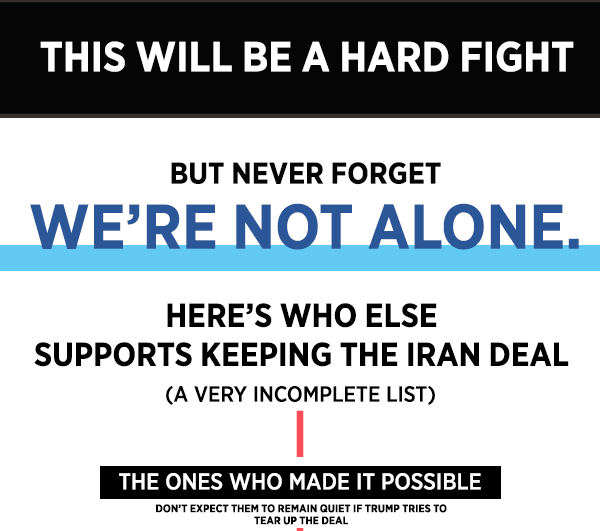 THIS WILL BE A HARD FIGHT
BUT NEVER FORGET
WE'RE NOT ALONE.
HERE'S WHO ELSE
SUPPORTS KEEPING THE IRAN DEAL
(A VERY INCOMPLETE LIST)
THE ONES WHO MADE IT POSSIBLE
DON'T EXPECT THEM TO REMAIN QUIET IF TRUMP TRIES TO
TEAR UP THE DEAL